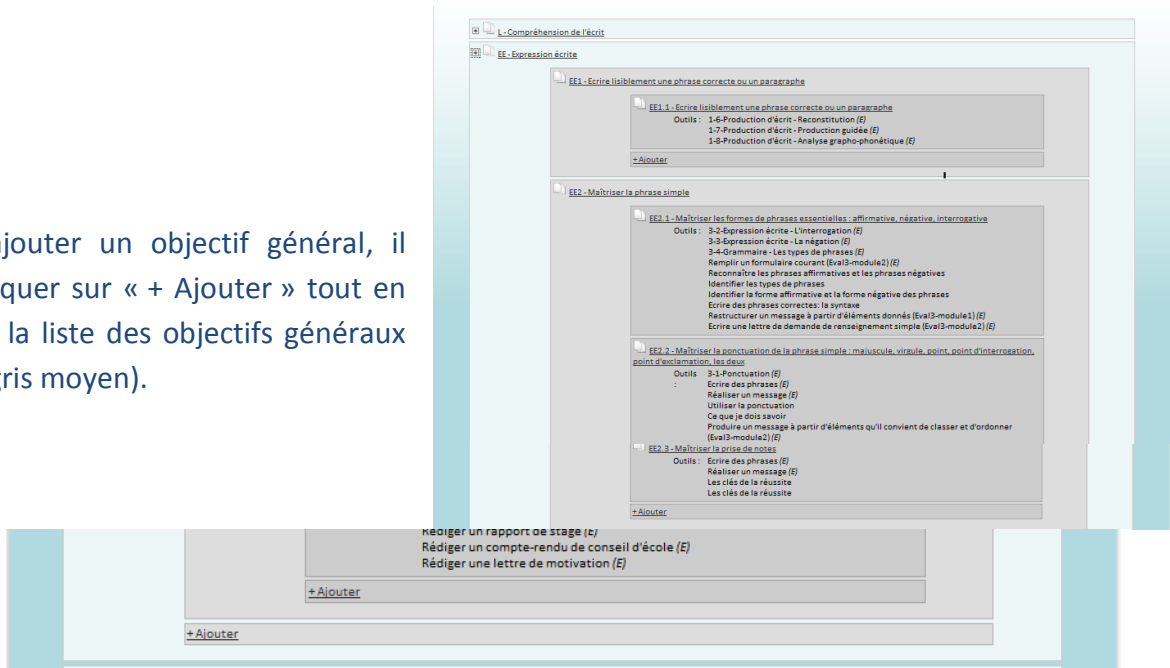 L - Compréhension de l'écrit
EE - Expression écrite
EE1 - Ecrire lisiblement une phrase correcte ou un paragraphe
EE1.1 - Ecrire lisiblement une phrase correcte ou un paragraphe
Outils : 1-6-Production d'écrit - Reconstitution (E)
1-7-Production d'écrit - Production guidée (E)
1-8-Production d'écrit - Analyse grapho-phonétique (E)
+Ajouter
EE2 - Maîtriser la phrase simple
EE2.1 - Maîtriser les formes de phrases essentielles : affirmative, négative, interrogative
Outils : 3-2-Expression écrite - L'interrogation (E)
3-3-Expression écrite - La négation (E)
3-4-Grammaire - Les types de phrases (E)
Remplir un formulaire courant (Eval3-module2) (E)
Reconnaître les phrases affirmatives et les phrases négatives
Identifier les types de phrases
Identifier la forme affirmative et la forme négative des phrases
Ecrire des phrases correctes: la syntaxe
Restructurer un message à partir d'éléments donnés (Eval3-module1) (E)
Ecrire une lettre de demande de renseignement simple (Eval3-module2) (E)
EE2.2 - Maîtriser la ponctuation de la phrase simple : majuscule, virgule, point, point d'interrogation,
point d'exclamation, les deux
Outils : 3-1-Ponctuation (E)
Ecrire des phrases (E)
Réaliser un message (E)
Utiliser la ponctuation
Ce que je dois savoir
Produire un message à partir d'éléments qu'il convient de classer et d'ordonner
(Eval3-module2) (E)
EE2.3 - Maîtriser la prise de notes
Outils : Ecrire des phrases (E)
Réaliser un message (E)
Les clés de la réussite
Les clés de la réussite
+Ajouter
jouter un objectif général, il
quer sur « + Ajouter » tout en
la liste des objectifs généraux
gris moyen).
Rédiger un rapport de stage (E)
Rédiger un compte-rendu de conseil d'école (E)
Rédiger une lettre de motivation (E)
+Ajouter
+Ajouter